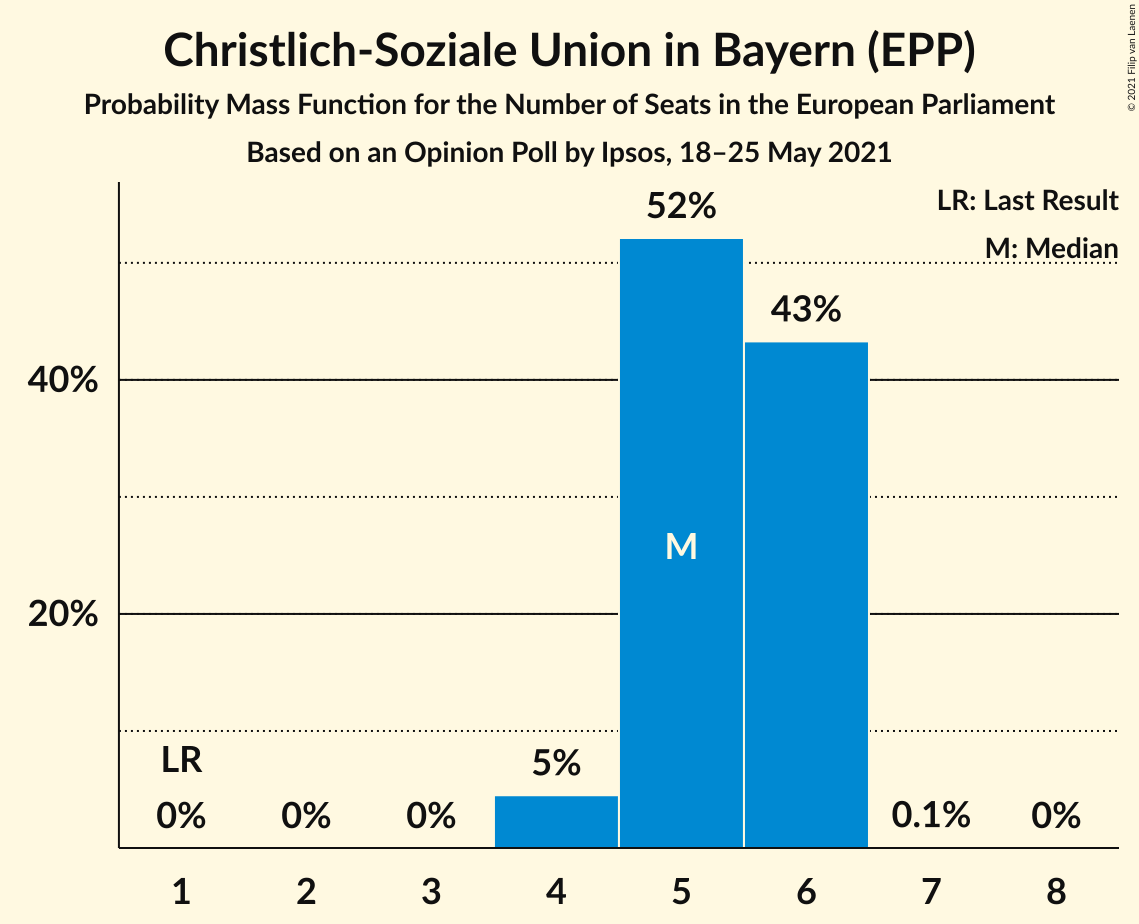 Christlich-Soziale Union in Bayern (EPP)
Probability Mass Function for the Number of Seats in the European Parliament
Based on an Opinion Poll by Ipsos, 18–25 May 2021
© 2021 Filip van Laenen
LR: Last Result
M: Median
52%
43%
40%
M
20%
LR
5%
0%
0%
0%
0.1%
0%
1 2 3 4 5 6 7 8